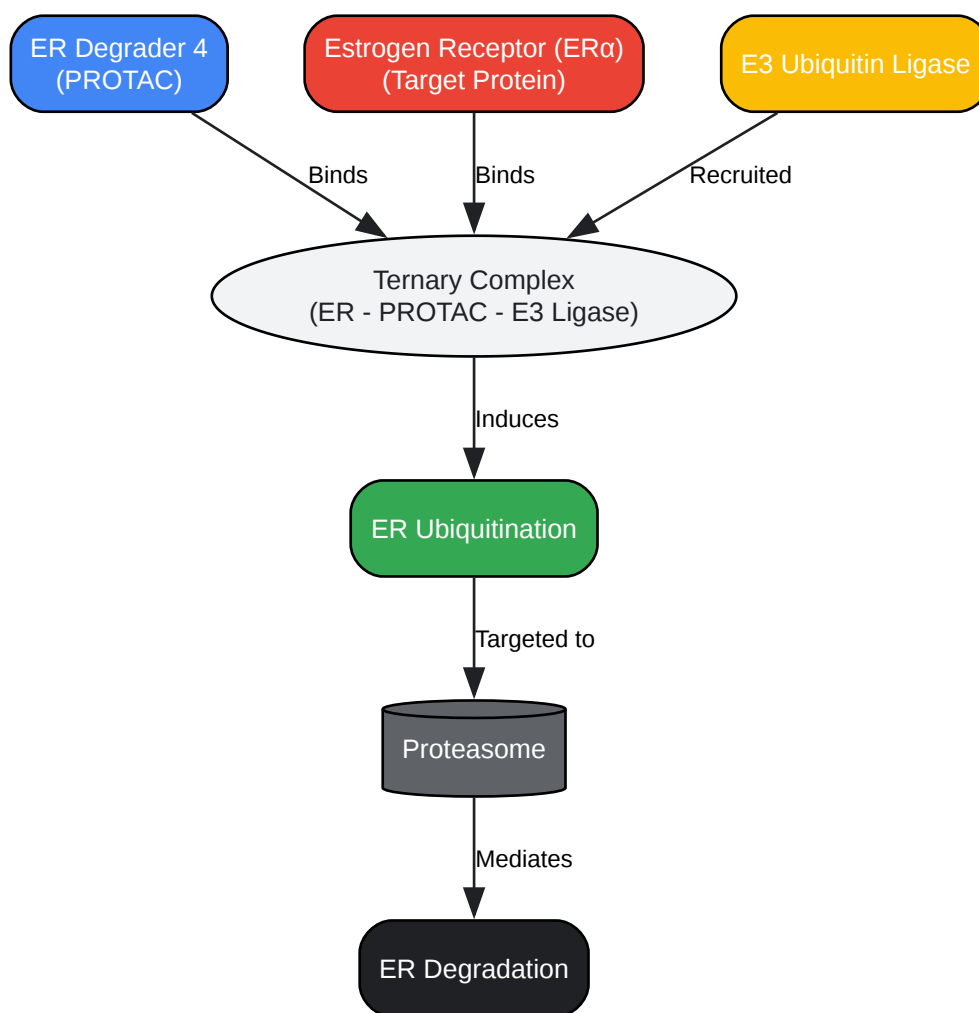 ER Degrader 4
(PROTAC)
Estrogen Receptor (ERα)
(Target Protein)
E3 Ubiquitin Ligase
Binds
Binds
Recruited
Ternary Complex
(ER - PROTAC - E3 Ligase)
Induces
ER Ubiquitination
Targeted to
Proteasome
Mediates
ER Degradation